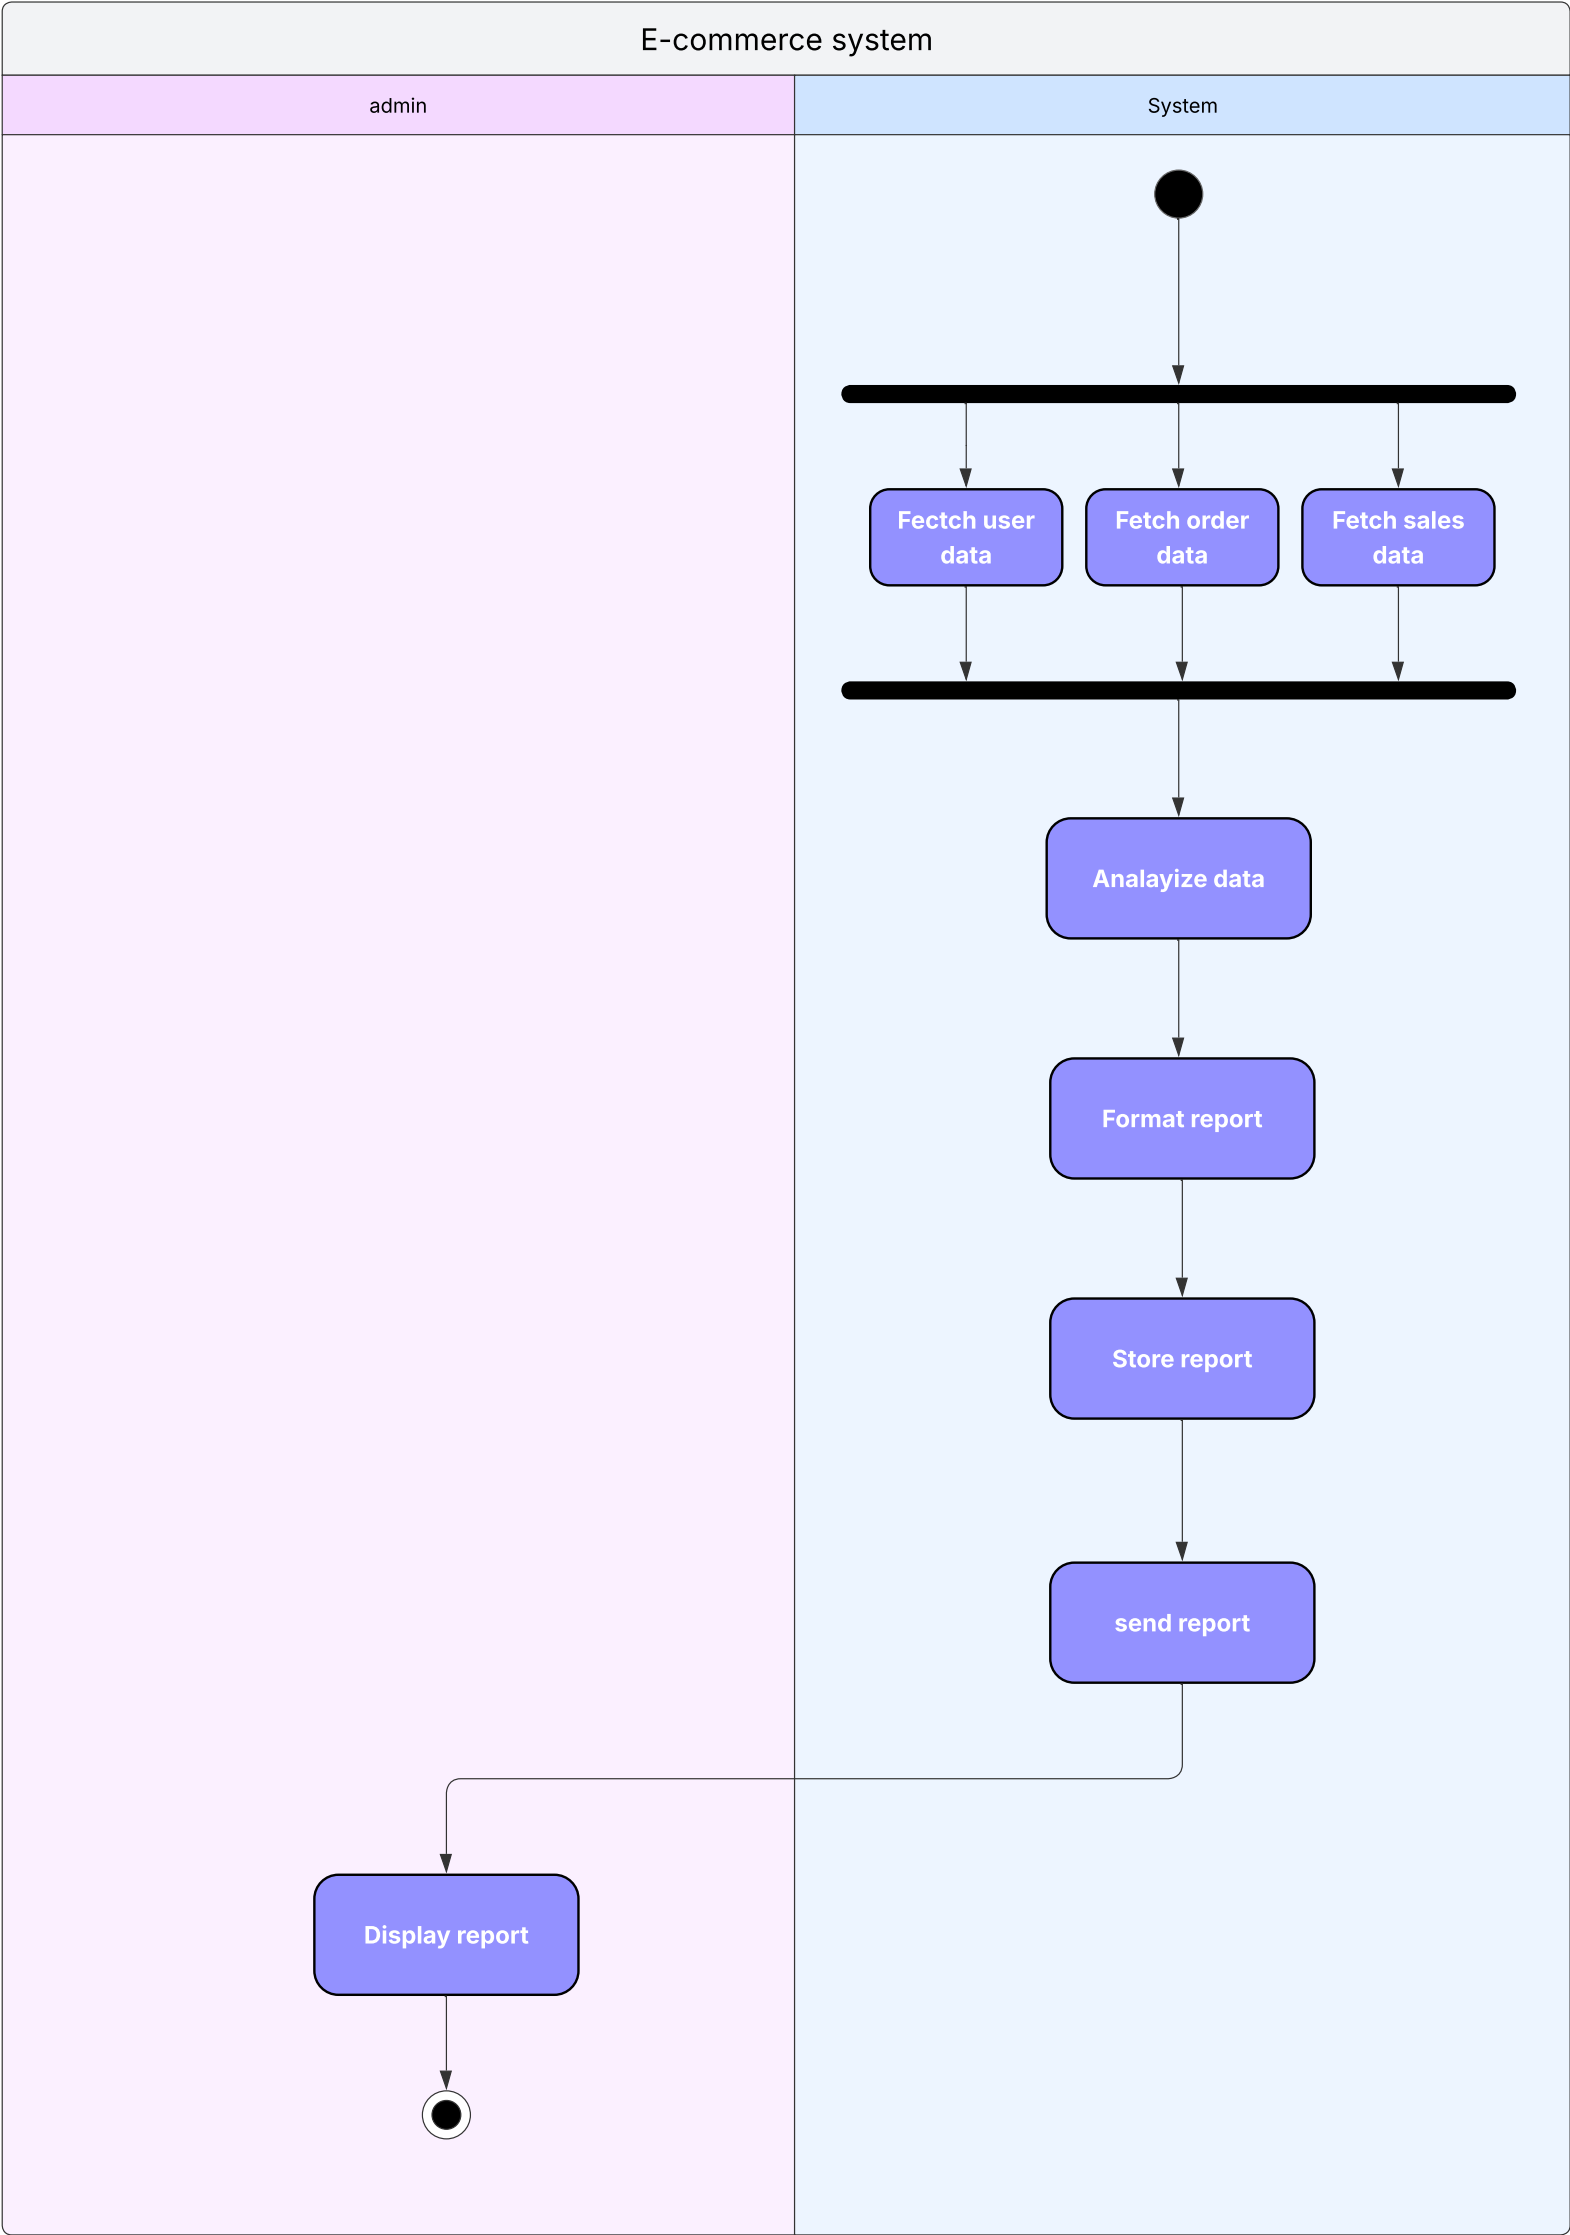 E-commerce system
admin
System
Fectch user
data
Fetch order
data
Fetch sales
data
Analayize data
Format report
Store report
send report
Display report